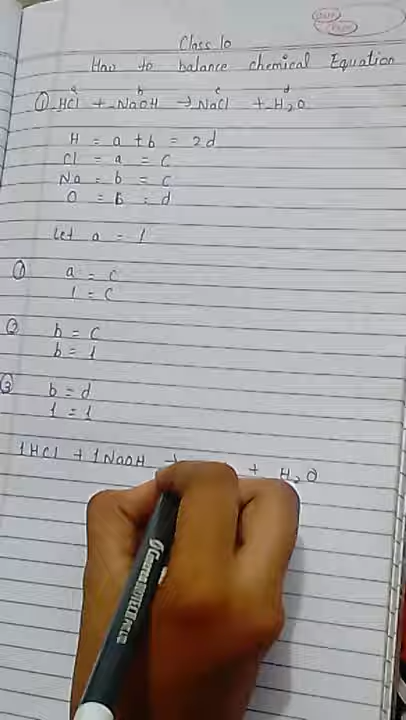 Class 10
How to balance chemical Equation
a b c d
① HCl + NaOH → NaCl + H₂O
H = a + b = 2d
Cl = a = c
Na = b = c
O = b = d
Let a = 1
① a = c
1 = c
② b = c
b = 1
③ b = d
1 = 1
1HCl + 1NaOH → + H₂O